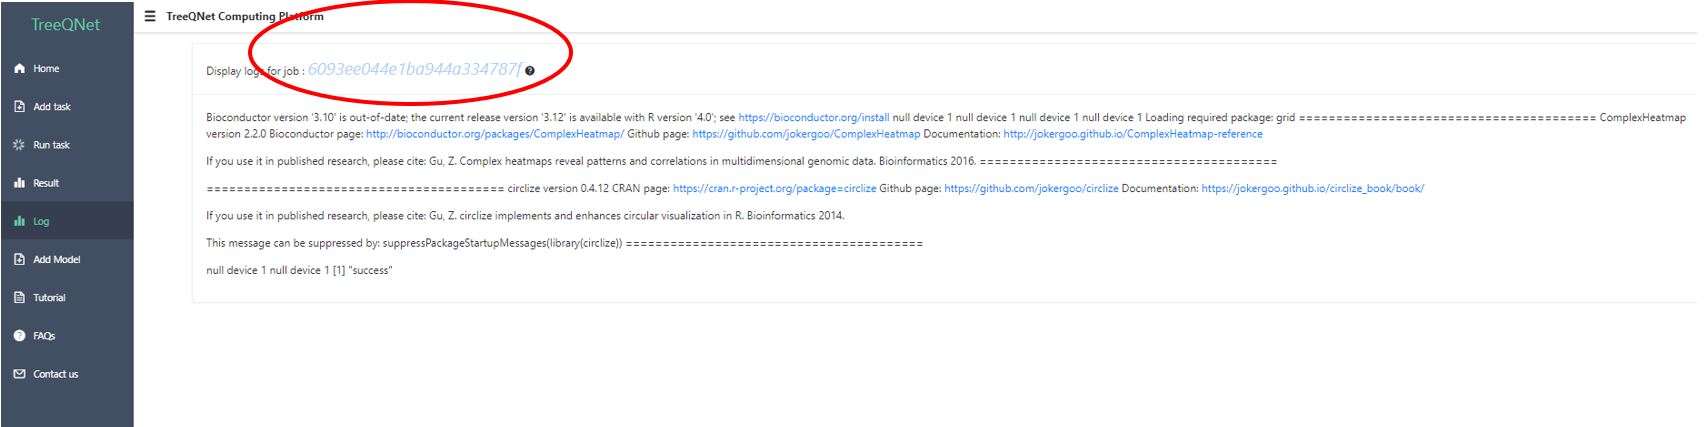 TreeQNet
TreeQNet Computing Platform
Home
Add task
Run task
Result
Log
Add Model
Tutorial
FAQs
Contact us
Display logs for job : 6093ee044e1ba944a334787f ?
Bioconductor version '3.10' is out-of-date; the current release version '3.12' is available with R version '4.0'; see https://bioconductor.org/install null device 1 null device 1 null device 1 null device 1 Loading required package: grid ======================================== ComplexHeatmap
version 2.2.0 Bioconductor page: http://bioconductor.org/packages/ComplexHeatmap/ Github page: https://github.com/jokergoo/ComplexHeatmap Documentation: http://jokergoo.github.io/ComplexHeatmap-reference
If you use it in published research, please cite: Gu, Z. Complex heatmaps reveal patterns and correlations in multidimensional genomic data. Bioinformatics 2016. ========================================
======================================== circlize version 0.4.12 CRAN page: https://cran.r-project.org/package=circlize Github page: https://github.com/jokergoo/circlize Documentation: https://jokergoo.github.io/circlize_book/book/
If you use it in published research, please cite: Gu, Z. circlize implements and enhances circular visualization in R. Bioinformatics 2014.
This message can be suppressed by: suppressPackageStartupMessages(library(circlize)) ========================================
null device 1 null device 1 [1] "success"